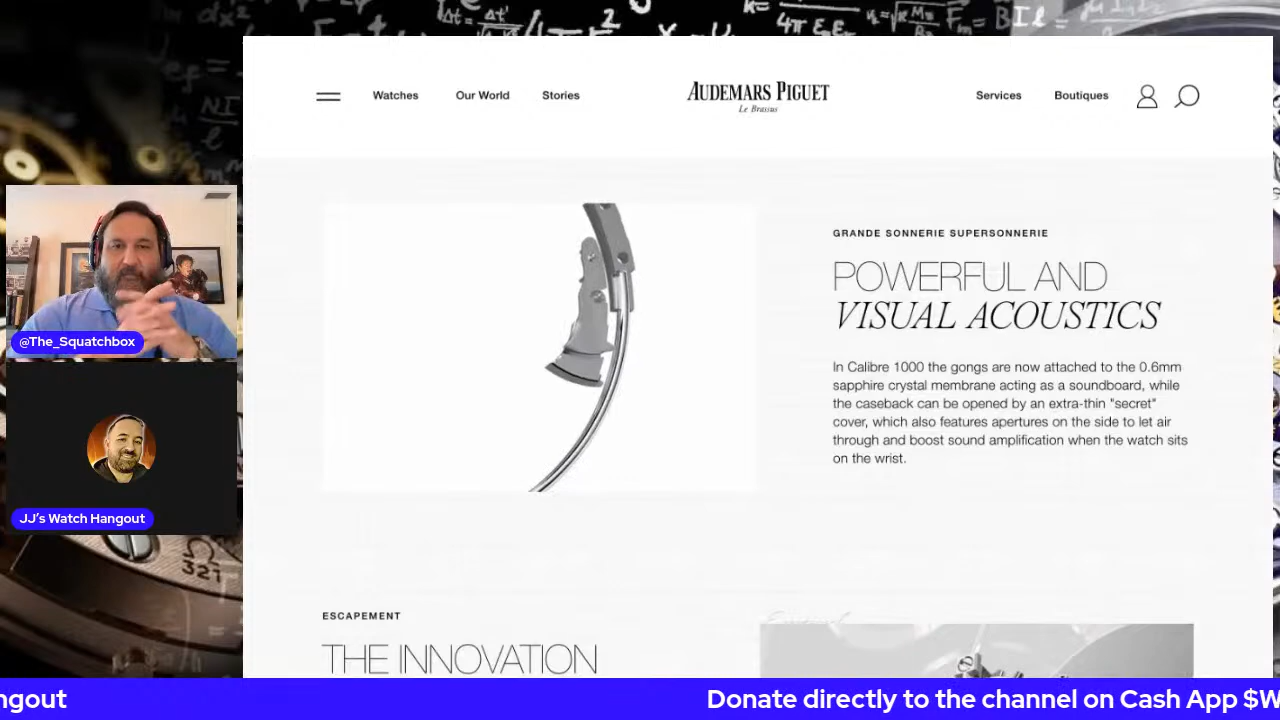 Watches Our World Stories AUDEMARS PIGUET Services Boutiques
Le Brassus
@The_Squatchbox
JJ's Watch Hangout
321
GRANDE SONNERIE SUPERSONNERIE
POWERFUL AND
VISUAL ACOUSTICS
In Calibre 1000 the gongs are now attached to the 0.6mm
sapphire crystal membrane acting as a soundboard, while
the caseback can be opened by an extra-thin "secret"
cover, which also features apertures on the side to let air
through and boost sound amplification when the watch sits
on the wrist.
ESCAPEMENT
THE INNOVATION
ngout Donate directly to the channel on Cash App $W